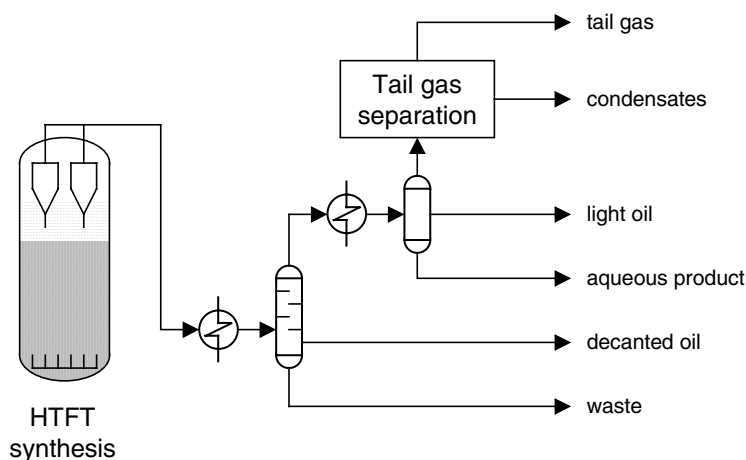 tail gas
Tail gas
separation
condensates
light oil
aqueous product
decanted oil
waste
HTFT
synthesis